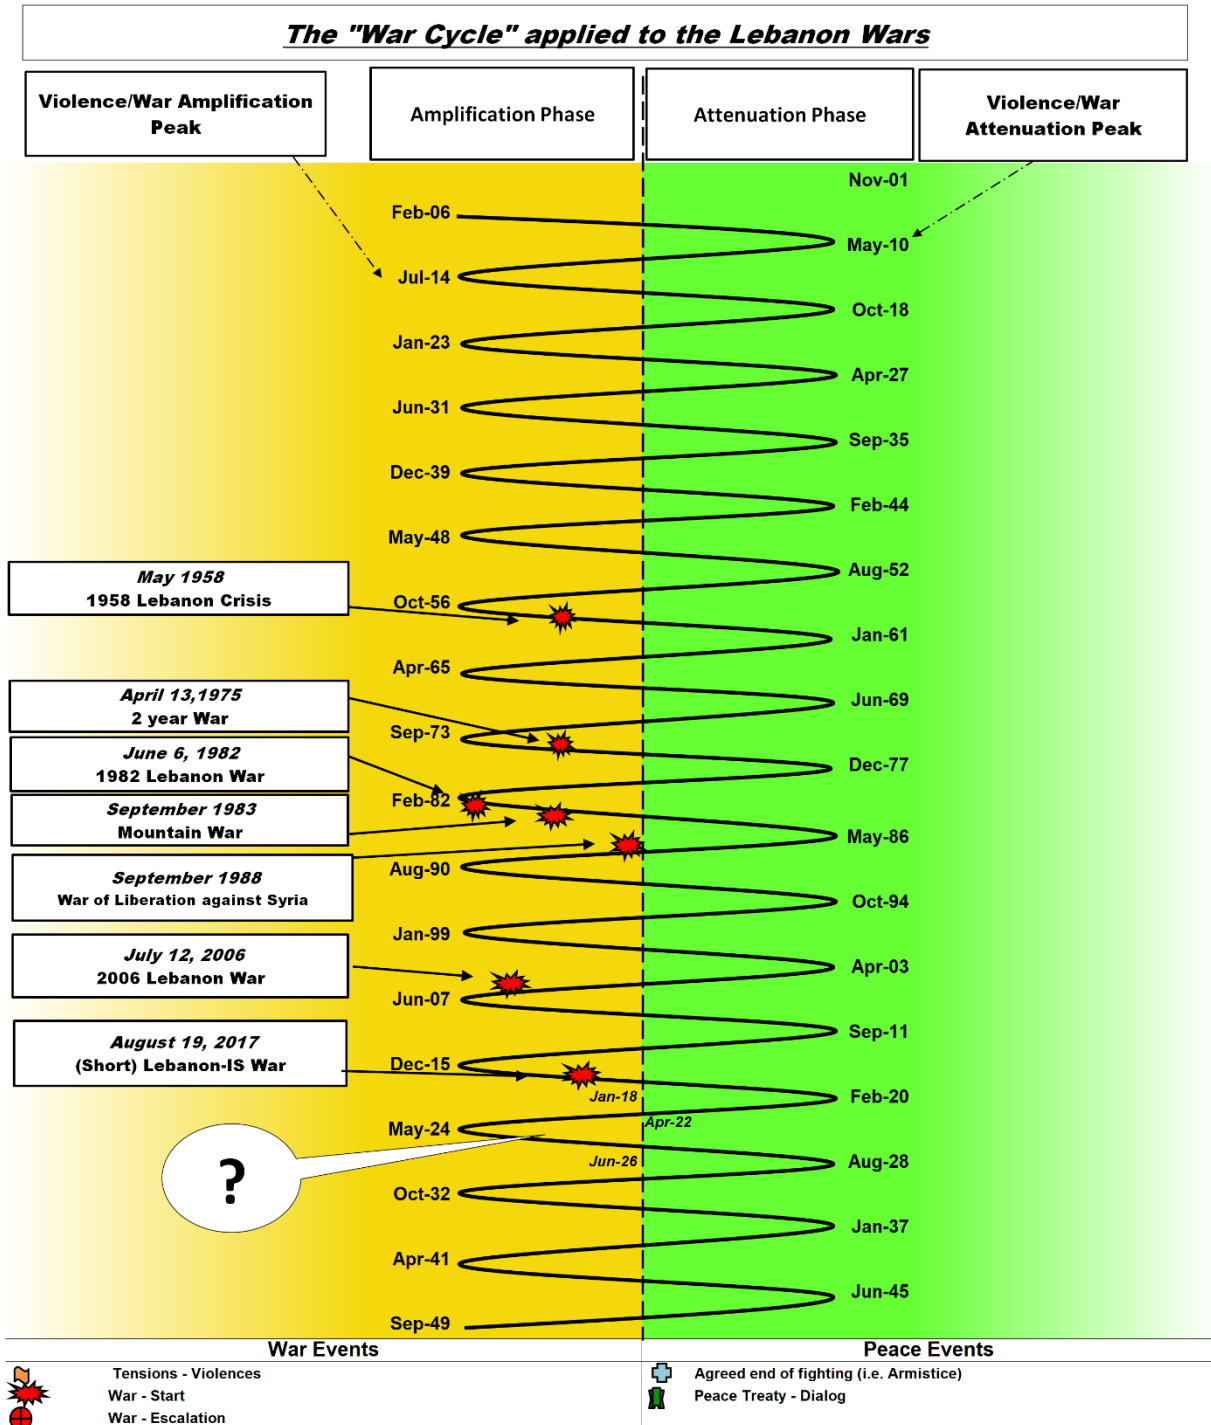 The "War Cycle" applied to the Lebanon Wars
Violence/War Amplification
Peak
Amplification Phase
Attenuation Phase
Violence/War
Attenuation Peak
Nov-01
Feb-06
May-10
Jul-14
Oct-18
Jan-23
Apr-27
Jun-31
Sep-35
Dec-39
Feb-44
May-48
Aug-52
May 1958
1958 Lebanon Crisis
Oct-56
Jan-61
Apr-65
April 13,1975
2 year War
Jun-69
Sep-73
June 6, 1982
1982 Lebanon War
Dec-77
Feb-82
September 1983
Mountain War
May-86
September 1988
War of Liberation against Syria
Aug-90
Oct-94
Jan-99
July 12, 2006
2006 Lebanon War
Apr-03
Jun-07
Sep-11
August 19, 2017
(Short) Lebanon-IS War
Dec-15
Jan-18
Feb-20
Apr-22
May-24
?
Jun-26
Aug-28
Oct-32
Jan-37
Apr-41
Jun-45
Sep-49
War Events
Peace Events
Tensions - Violences
War - Start
War - Escalation
Agreed end of fighting (i.e. Armistice)
Peace Treaty - Dialog